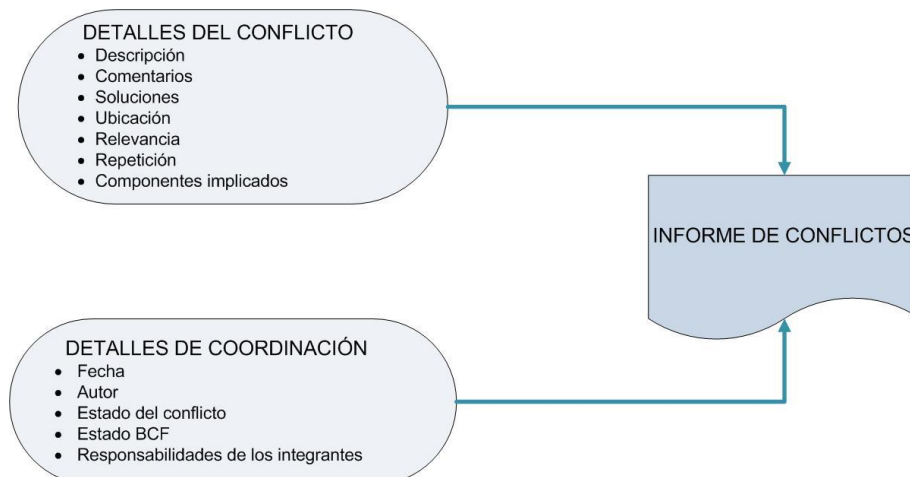 DETALLES DEL CONFLICTO
• Descripción
• Comentarios
• Soluciones
• Ubicación
• Relevancia
• Repetición
• Componentes implicados
INFORME DE CONFLICTOS
DETALLES DE COORDINACIÓN
• Fecha
• Autor
• Estado del conflicto
• Estado BCF
• Responsabilidades de los integrantes